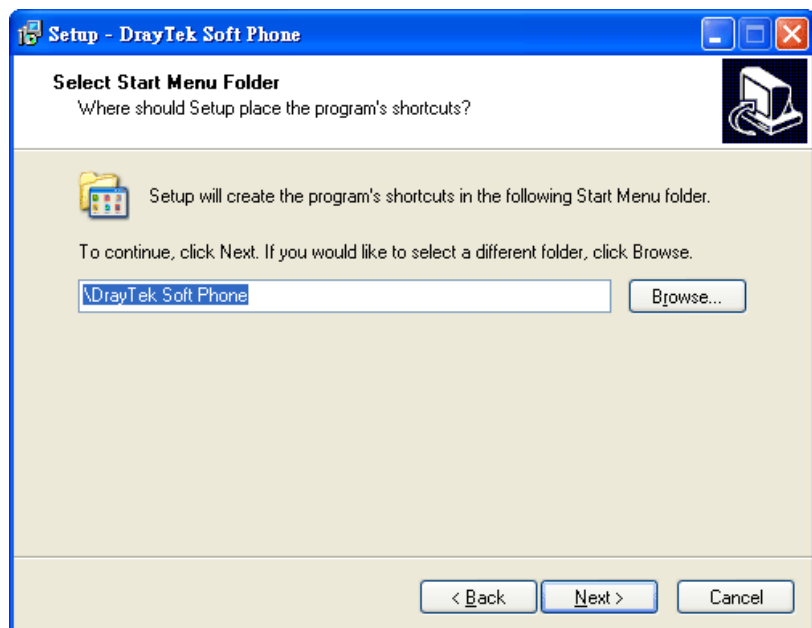 Setup - DrayTek Soft Phone
Select Start Menu Folder
Where should Setup place the program's shortcuts?
Setup will create the program's shortcuts in the following Start Menu folder.
To continue, click Next. If you would like to select a different folder, click Browse.
\DrayTek Soft Phone
Browse...
< Back
Next >
Cancel